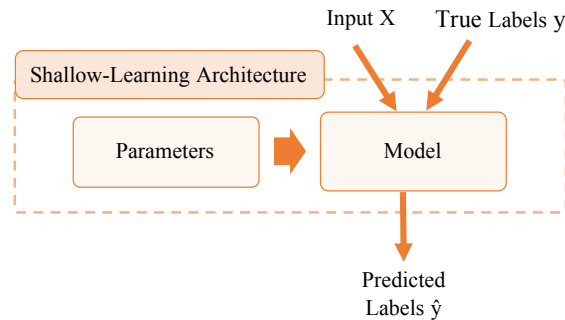 Input X
True Labels y
Shallow-Learning Architecture
Parameters
Model
Predicted
Labels ŷ